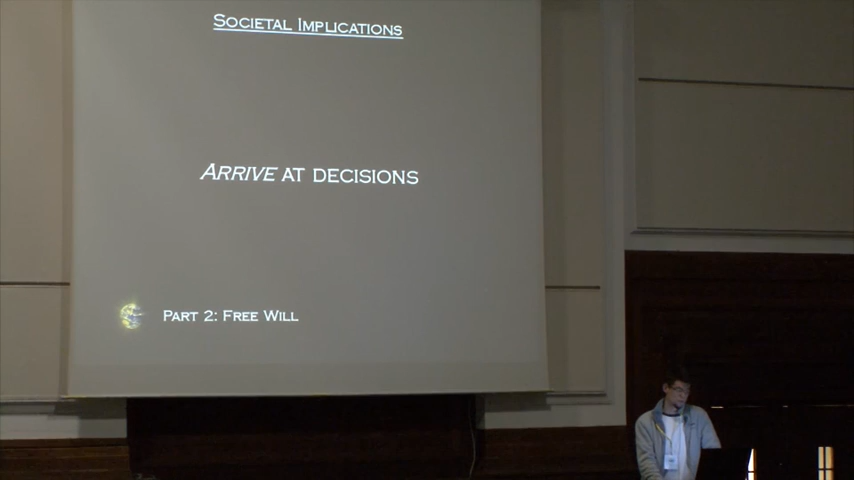 SOCIETAL IMPLICATIONS
ARRIVE AT DECISIONS
PART 2: FREE WILL